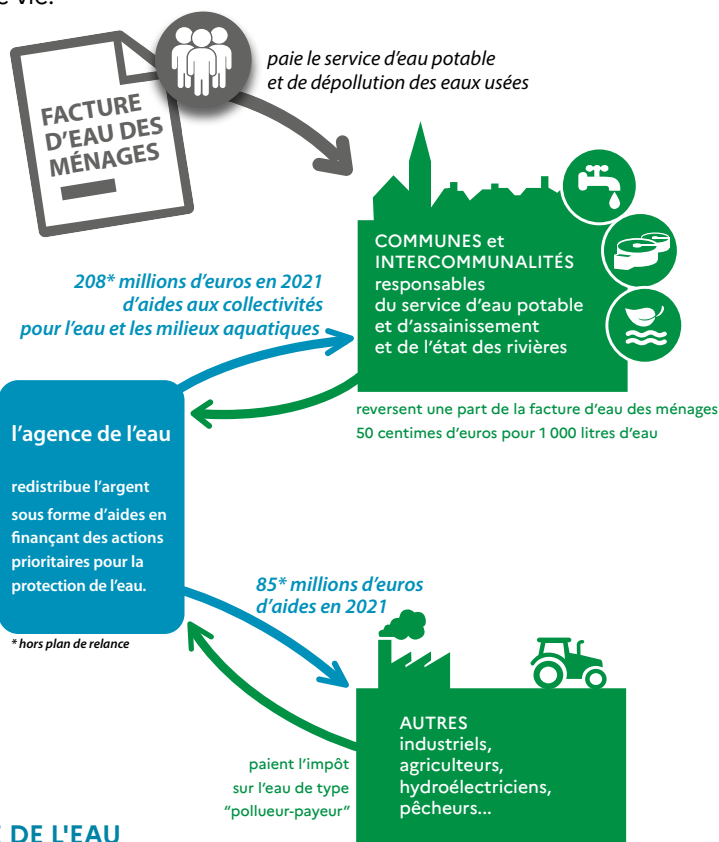 e vie.
paie le service d'eau potable
et de dépollution des eaux usées
FACTURE
D'EAU DES
MÉNAGES
COMMUNES et
INTERCOMMUNALITÉS
responsables
du service d'eau potable
et d'assainissement
et de l'état des rivières
208* millions d'euros en 2021
d'aides aux collectivités
pour l'eau et les milieux aquatiques
reversent une part de la facture d'eau des ménages
50 centimes d'euros pour 1 000 litres d'eau
l'agence de l'eau
redistribue l'argent
sous forme d'aides en
finançant des actions
prioritaires pour la
protection de l'eau.
* hors plan de relance
85* millions d'euros
d'aides en 2021
AUTRES
industriels,
agriculteurs,
hydroélectriciens,
pêcheurs...
paient l'impôt
sur l'eau de type
"pollueur-payeur"
E DE L'EAU